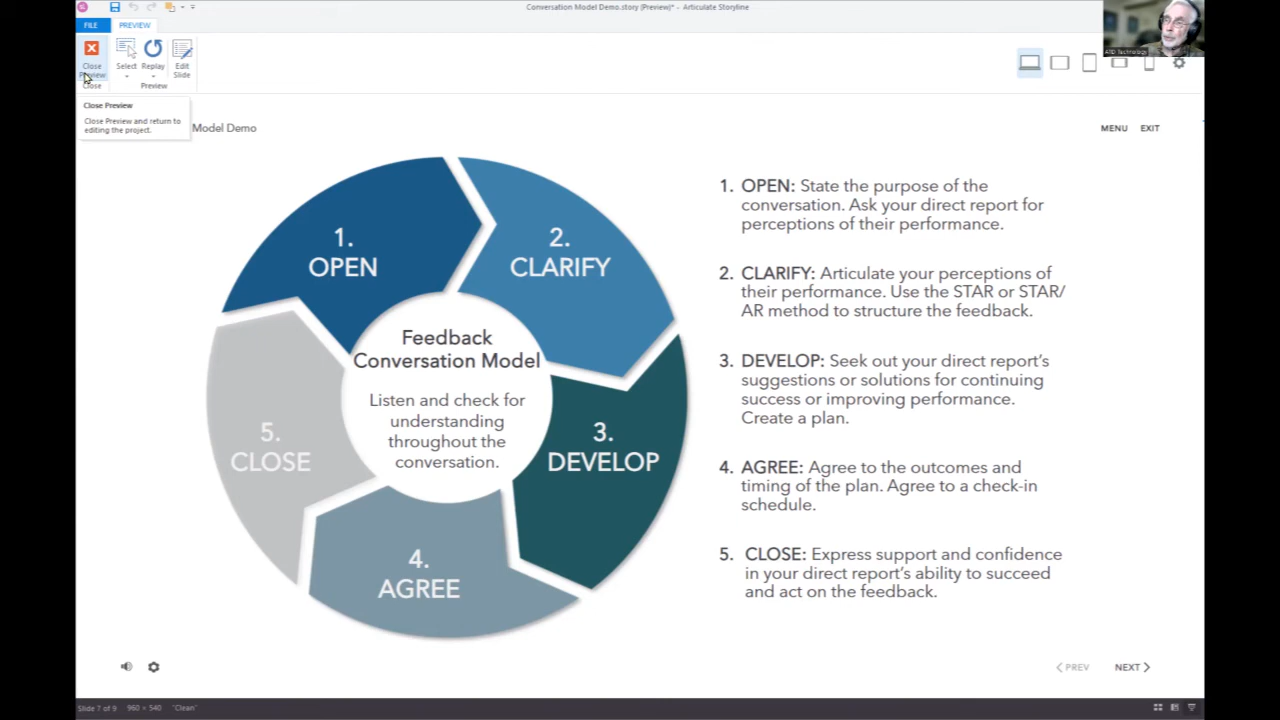 Conversation Model Demo.story (Preview)* - Articulate Storyline
FILE
PREVIEW
Close
Preview
Select
Replay
Edit
Slide
Close
Preview
ATD Technology
Close Preview
Close Preview and return to
editing the project.
Model Demo
MENU
EXIT
1.
OPEN
2.
CLARIFY
3.
DEVELOP
4.
AGREE
5.
CLOSE
Feedback
Conversation Model
Listen and check for
understanding
throughout the
conversation.
1. OPEN: State the purpose of the
conversation. Ask your direct report for
perceptions of their performance.
2. CLARIFY: Articulate your perceptions of
their performance. Use the STAR or STAR/
AR method to structure the feedback.
3. DEVELOP: Seek out your direct report's
suggestions or solutions for continuing
success or improving performance.
Create a plan.
4. AGREE: Agree to the outcomes and
timing of the plan. Agree to a check-in
schedule.
5. CLOSE: Express support and confidence
in your direct report's ability to succeed
and act on the feedback.
< PREV
NEXT >
Slide 7 of 9
960 × 540
"Clean"